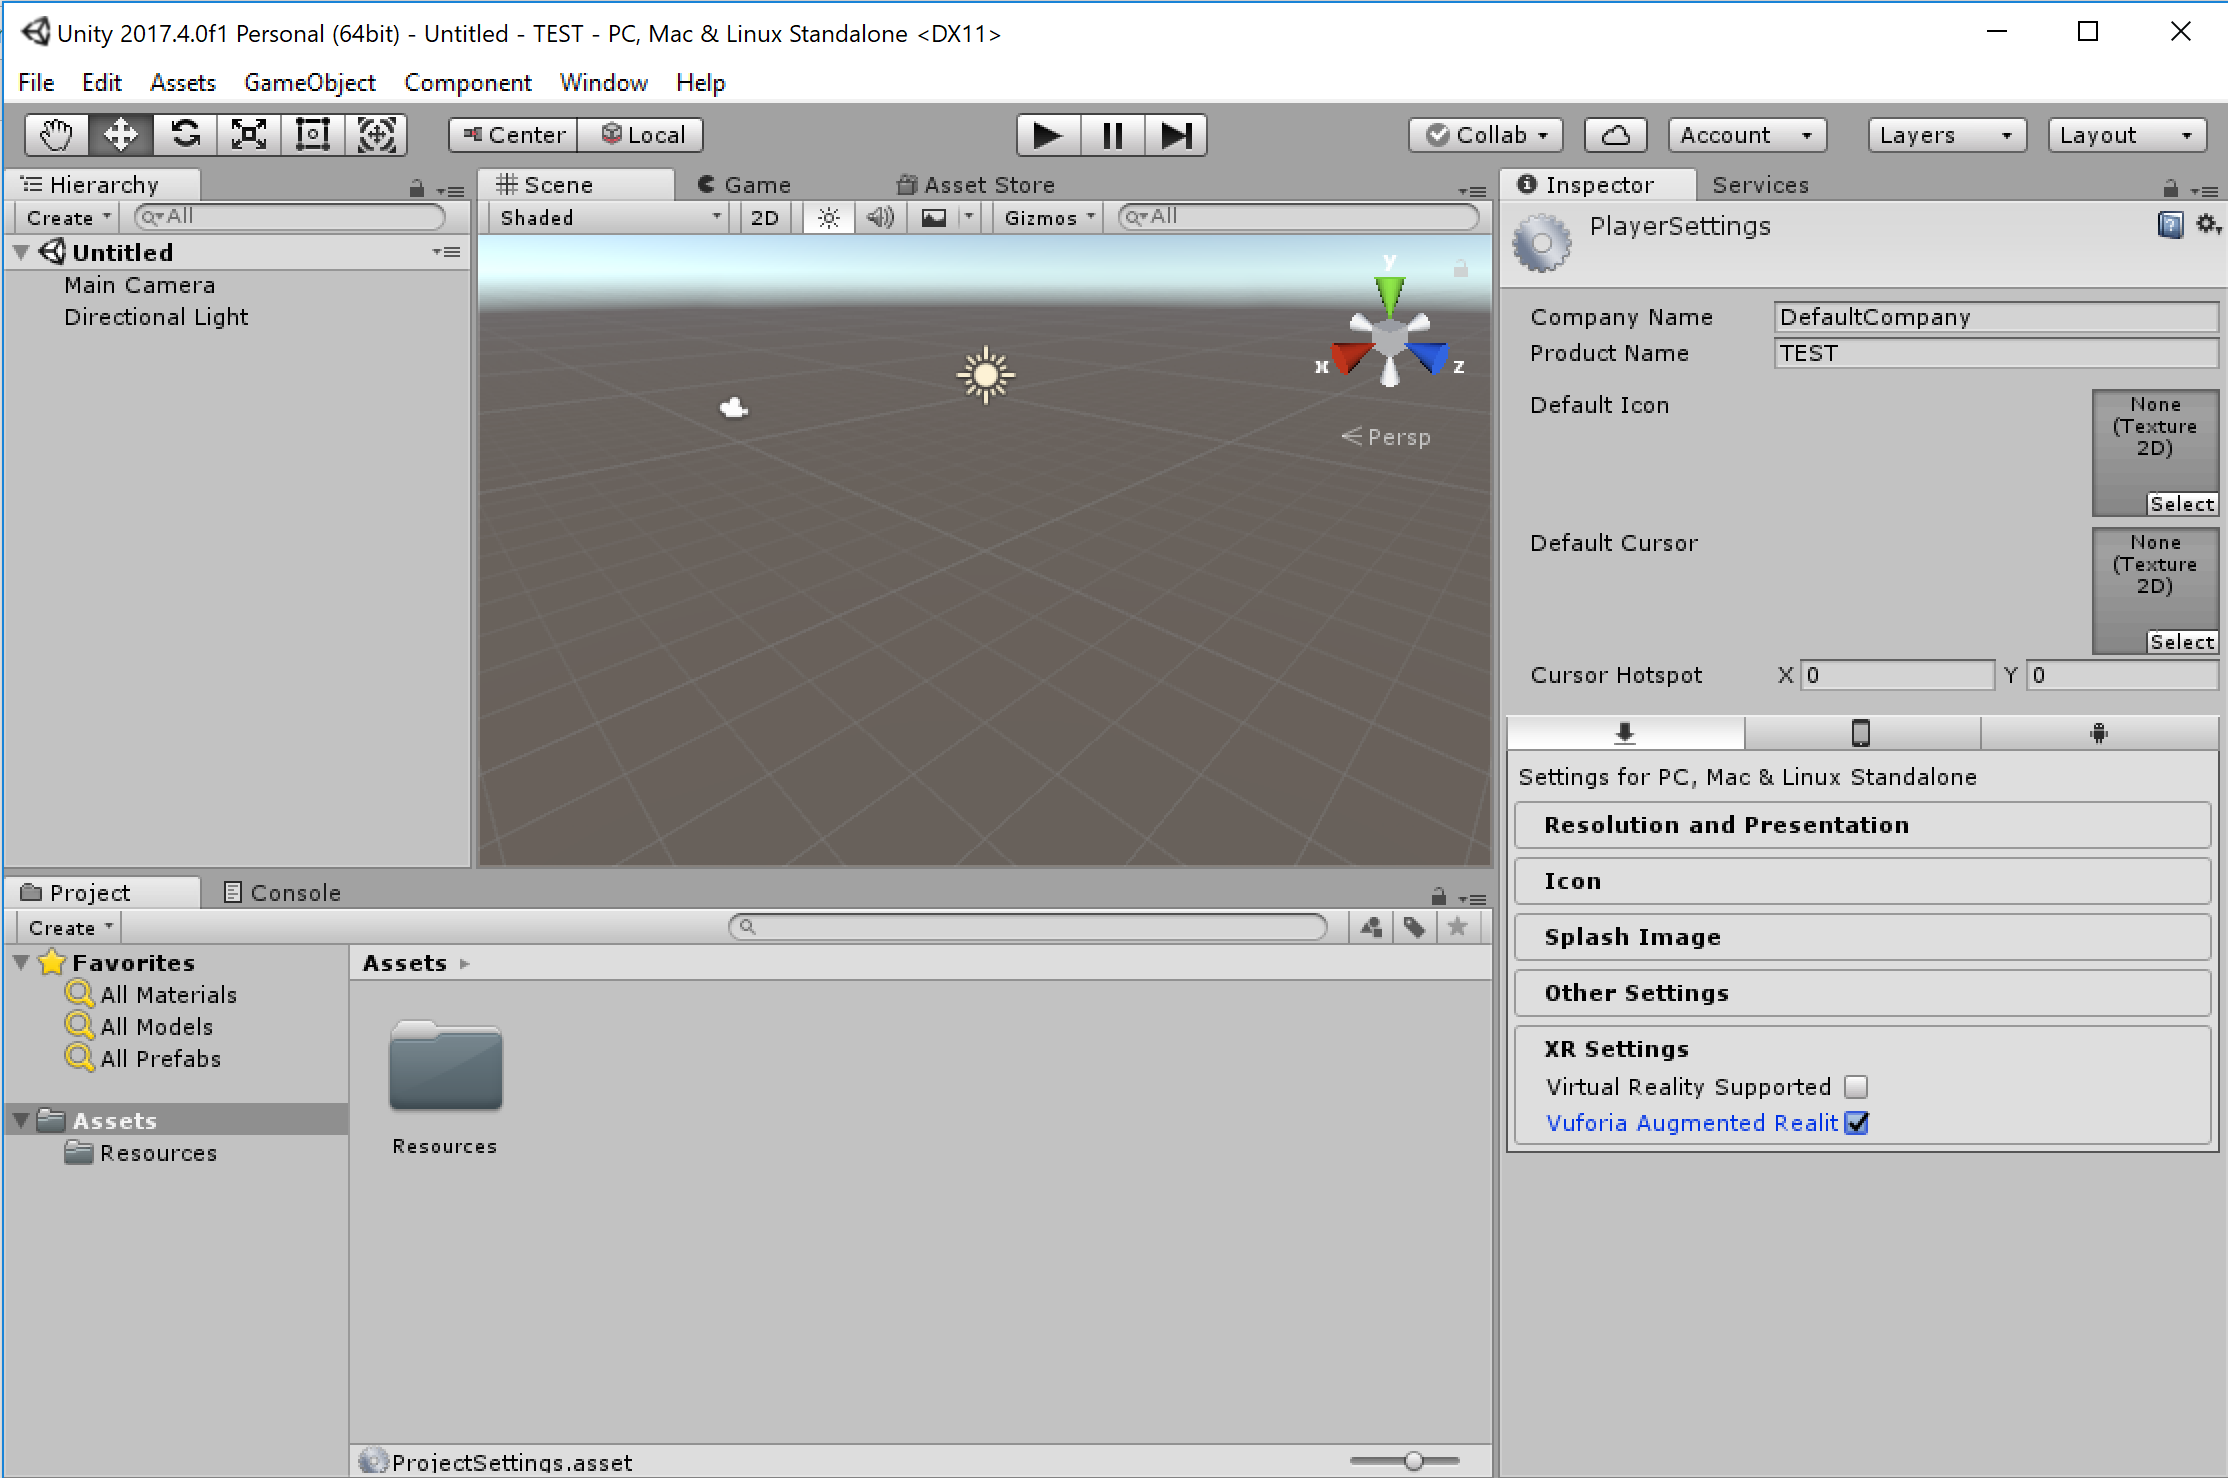 Unity 2017.4.0f1 Personal (64bit) - Untitled - TEST - PC, Mac & Linux Standalone <DX11>
File Edit Assets GameObject Component Window Help
Center Local Collab Account Layers Layout
Hierarchy
Create All
Untitled
Main Camera
Directional Light
Scene Game Asset Store
Shaded 2D Gizmos All
y
x
z
Persp
Inspector Services
PlayerSettings
Company Name DefaultCompany
Product Name TEST
Default Icon
None
(Texture
2D)
Select
Default Cursor
None
(Texture
2D)
Select
Cursor Hotspot X 0 Y 0
Settings for PC, Mac & Linux Standalone
Resolution and Presentation
Icon
Splash Image
Other Settings
XR Settings
Virtual Reality Supported
Vuforia Augmented Realit
Project Console
Create
Favorites
All Materials
All Models
All Prefabs
Assets
Resources
Assets
Resources
ProjectSettings.asset